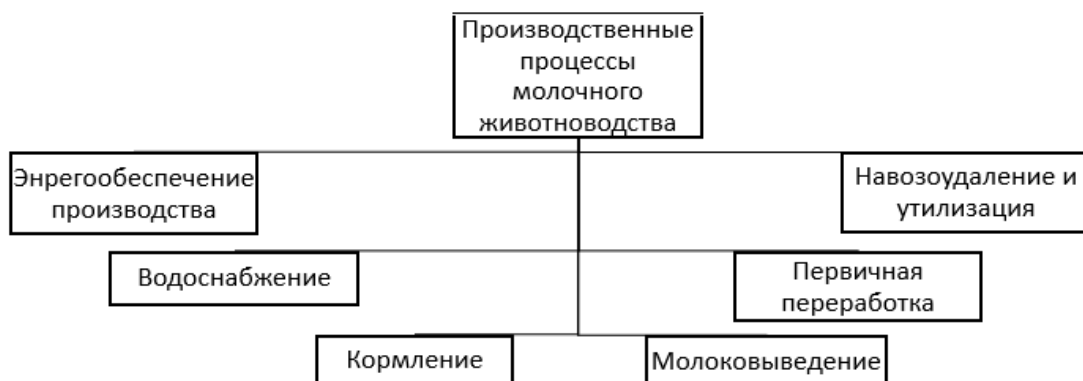 Производственные
процессы
молочного
животноводства
Энрегообеспечение
производства
Навозоудаление и
утилизация
Водоснабжение
Первичная
переработка
Кормление
Молоковыведение